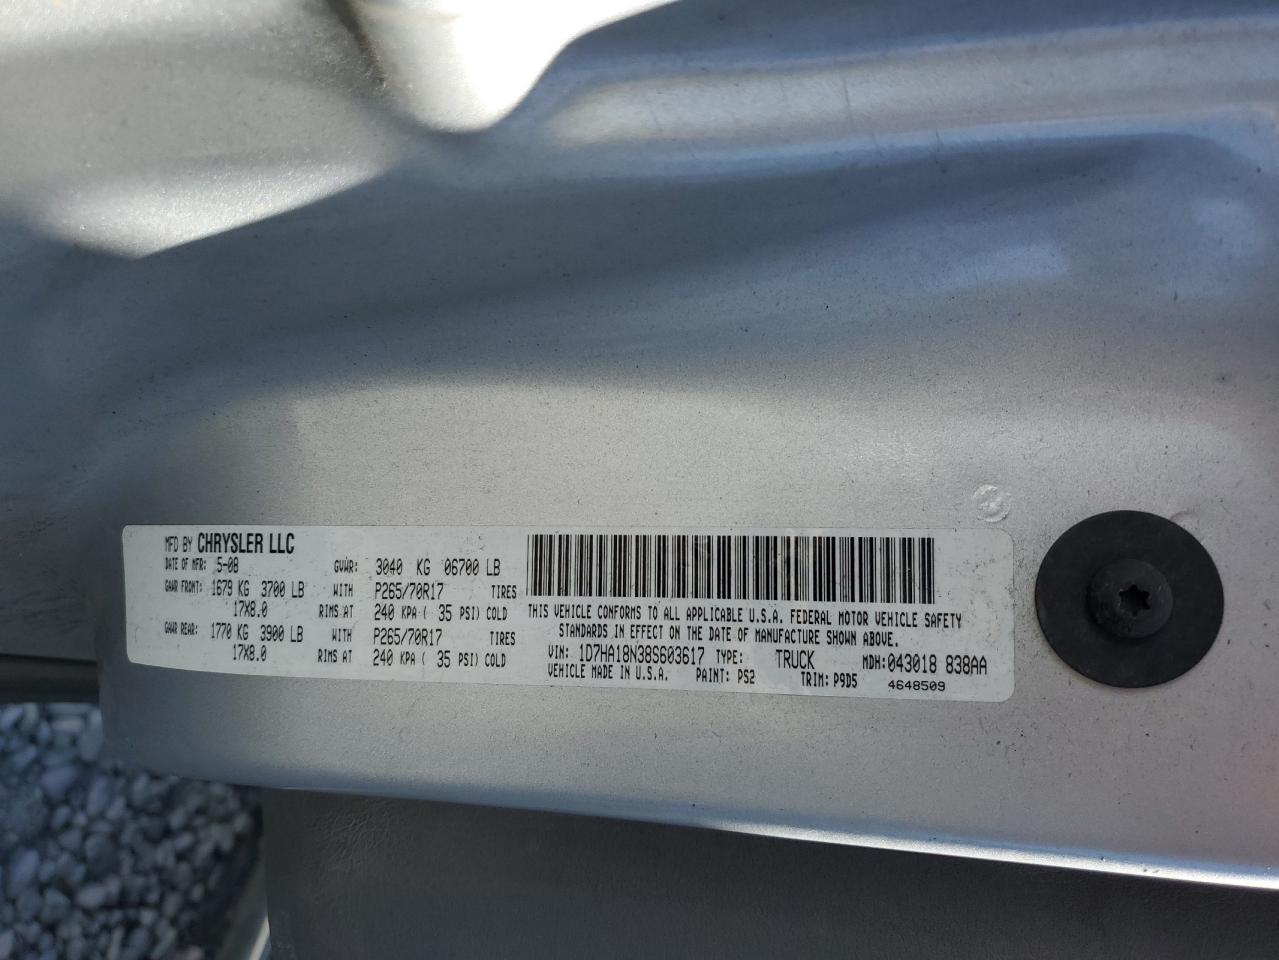 MFD BY CHRYSLER LLC
DATE OF MFR: 5-08 GVWR: 3040 KG 06700 LB
GAWR FRONT: 1679 KG 3700 LB WITH P265/70R17 TIRES
17X8.0 RIMS AT 240 KPA ( 35 PSI) COLD
GAWR REAR: 1770 KG 3900 LB WITH P265/70R17 TIRES
17X8.0 RIMS AT 240 KPA ( 35 PSI) COLD
THIS VEHICLE CONFORMS TO ALL APPLICABLE U.S.A. FEDERAL MOTOR VEHICLE SAFETY
STANDARDS IN EFFECT ON THE DATE OF MANUFACTURE SHOWN ABOVE.
VIN: 1D7HA18N38S603617 TYPE: TRUCK MDH: 043018 838AA
VEHICLE MADE IN U.S.A. PAINT: PS2 TRIM: P9D5 4648509